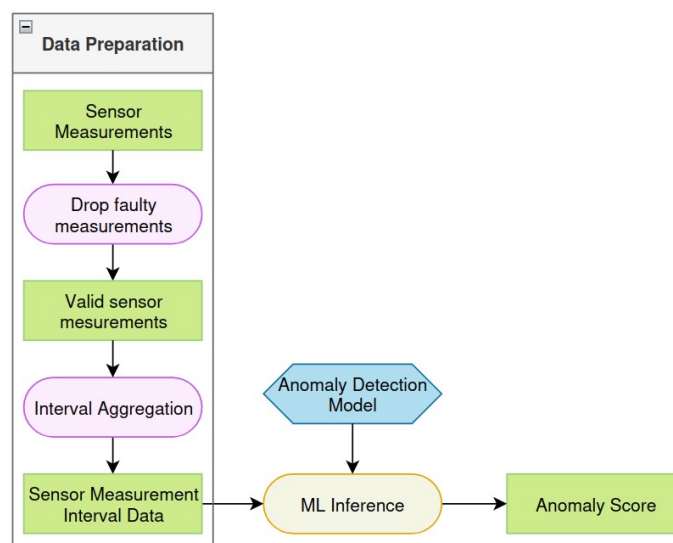 Data Preparation
Sensor
Measurements
Drop faulty
measurements
Valid sensor
mesurements
Interval Aggregation
Anomaly Detection
Model
Sensor Measurement
Interval Data
ML Inference
Anomaly Score